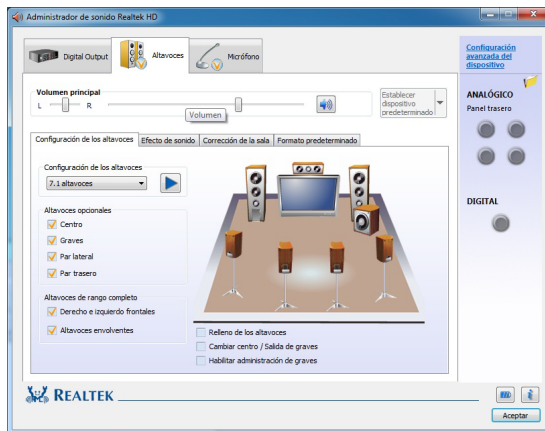 Administrador de sonido Realtek HD
Digital Output
Altavoces
Micrófono
Configuración
avanzada del
dispositivo
Volumen principal
L
R
Volumen
Establecer
dispositivo
predeterminado
ANALÓGICO
Panel trasero
Configuración de los altavoces
Efecto de sonido
Corrección de la sala
Formato predeterminado
Configuración de los altavoces
7.1 altavoces
Altavoces opcionales
Centro
Graves
Par lateral
Par trasero
DIGITAL
Altavoces de rango completo
Derecho e izquierdo frontales
Altavoces envolventes
Relleno de los altavoces
Cambiar centro / Salida de graves
Habilitar administración de graves
REALTEK
Aceptar